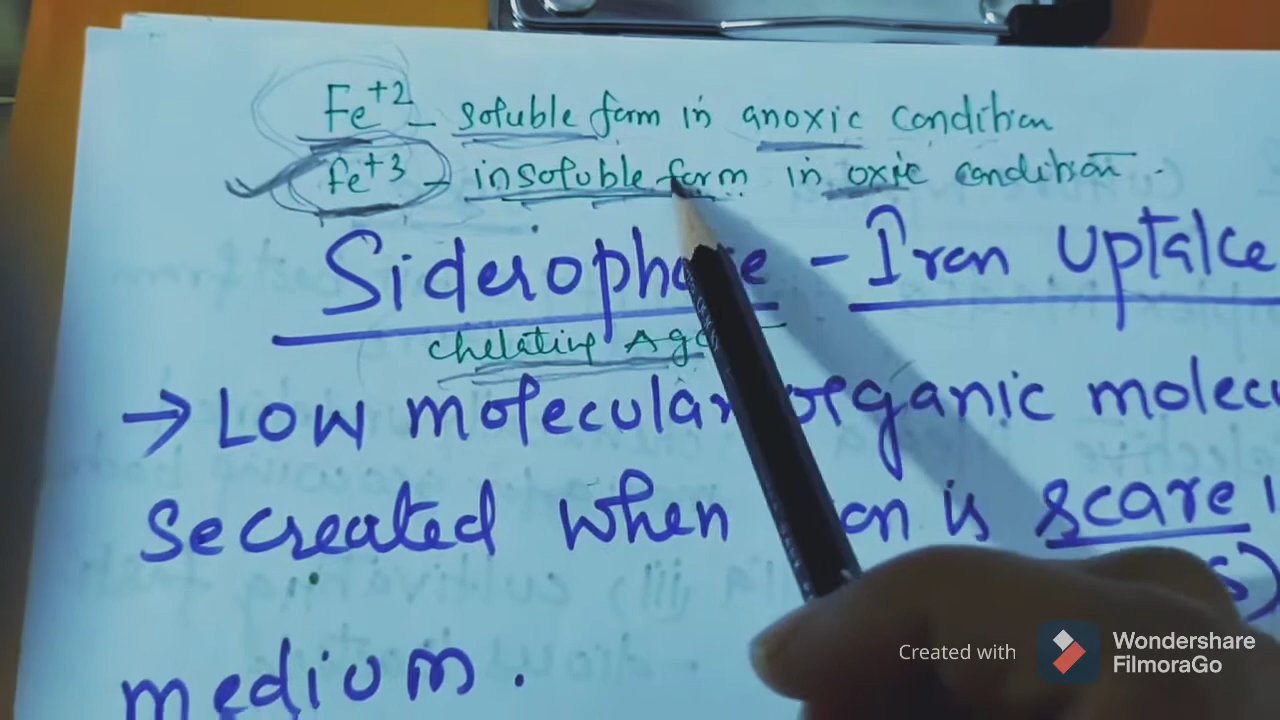 Fe+2 - soluble form in anoxic condition
Fe+3 - insoluble form in oxic condition.
Siderophore - Iron Uptake
chelating
→ Low molecular organic
secreated when is scare
medium.
Created with Wondershare FilmoraGo